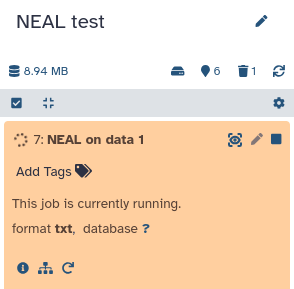 NEAL test
8.94 MB 6 1
7: NEAL on data 1
Add Tags
This job is currently running.
format txt, database ?